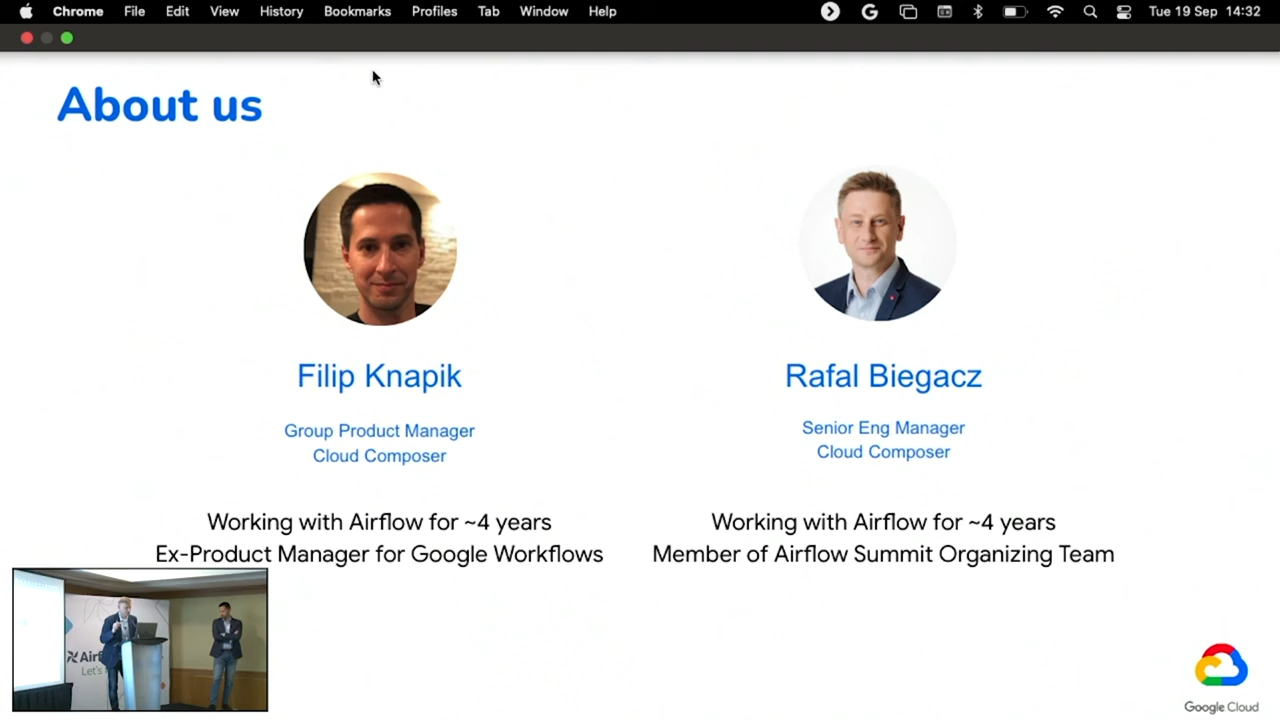 Chrome File Edit View History Bookmarks Profiles Tab Window Help
Tue 19 Sep 14:32
About us
Filip Knapik
Group Product Manager
Cloud Composer
Working with Airflow for ~4 years
Ex-Product Manager for Google Workflows
Rafal Biegacz
Senior Eng Manager
Cloud Composer
Working with Airflow for ~4 years
Member of Airflow Summit Organizing Team
Let's
Google Cloud